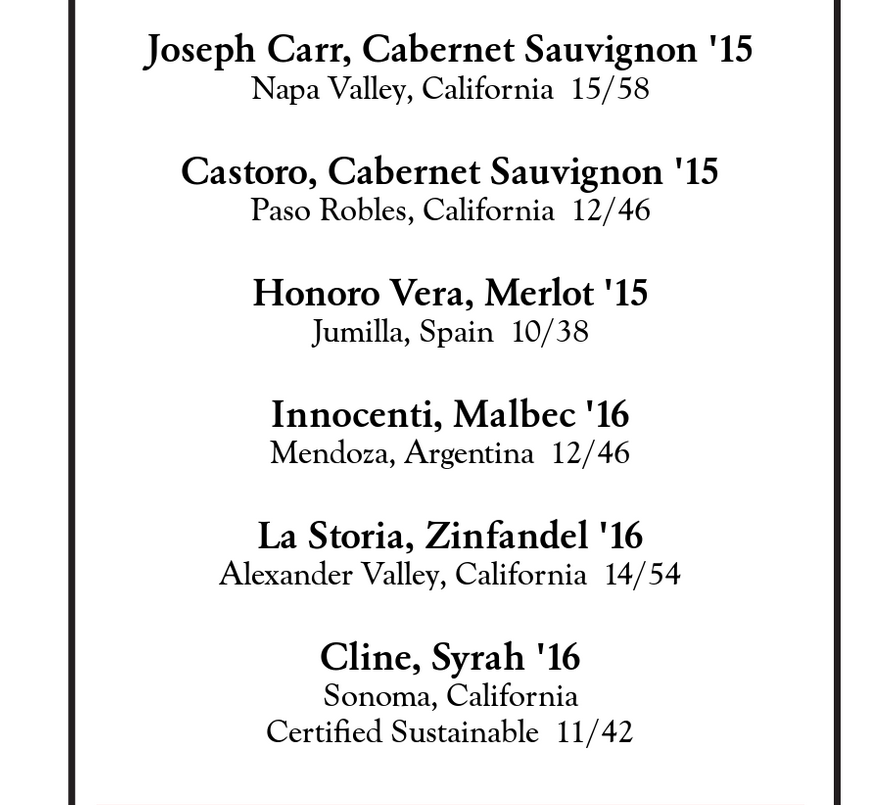 Joseph Carr, Cabernet Sauvignon '15
Napa Valley, California 15/58
Castoro, Cabernet Sauvignon '15
Paso Robles, California 12/46
Honoro Vera, Merlot '15
Jumilla, Spain 10/38
Innocenti, Malbec '16
Mendoza, Argentina 12/46
La Storia, Zinfandel '16
Alexander Valley, California 14/54
Cline, Syrah '16
Sonoma, California
Certified Sustainable 11/42